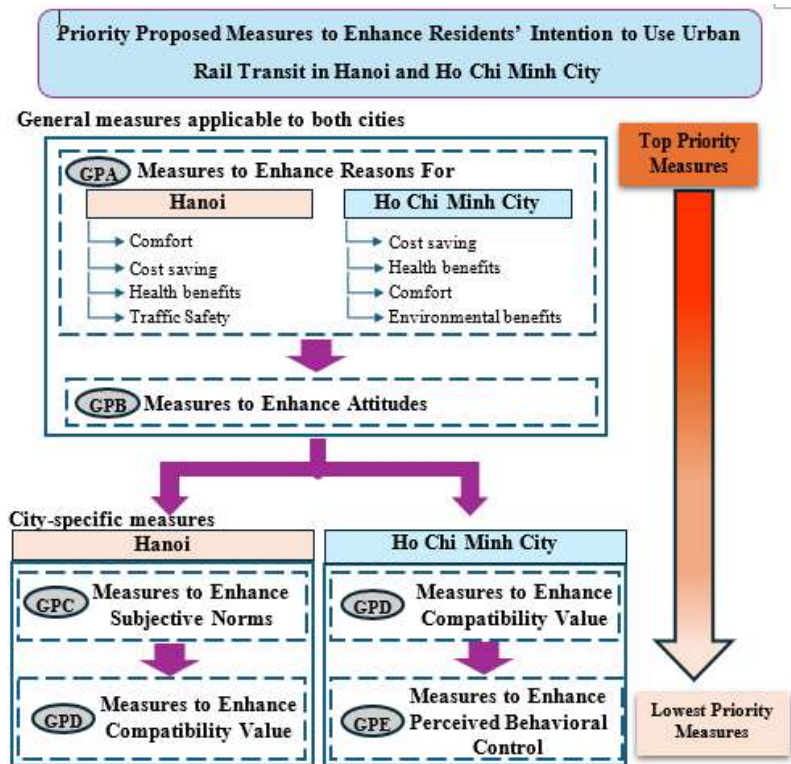 Priority Proposed Measures to Enhance Residents’ Intention to Use Urban
Rail Transit in Hanoi and Ho Chi Minh City
General measures applicable to both cities
Top Priority
Measures
GPA Measures to Enhance Reasons For
Hanoi
Comfort
Cost saving
Health benefits
Traffic Safety
Ho Chi Minh City
Cost saving
Health benefits
Comfort
Environmental benefits
GPB Measures to Enhance Attitudes
City-specific measures
Hanoi
GPC Measures to Enhance
Subjective Norms
GPD Measures to Enhance
Compatibility Value
Ho Chi Minh City
GPD Measures to Enhance
Compatibility Value
GPE Measures to Enhance
Perceived Behavioral
Control
Lowest Priority
Measures